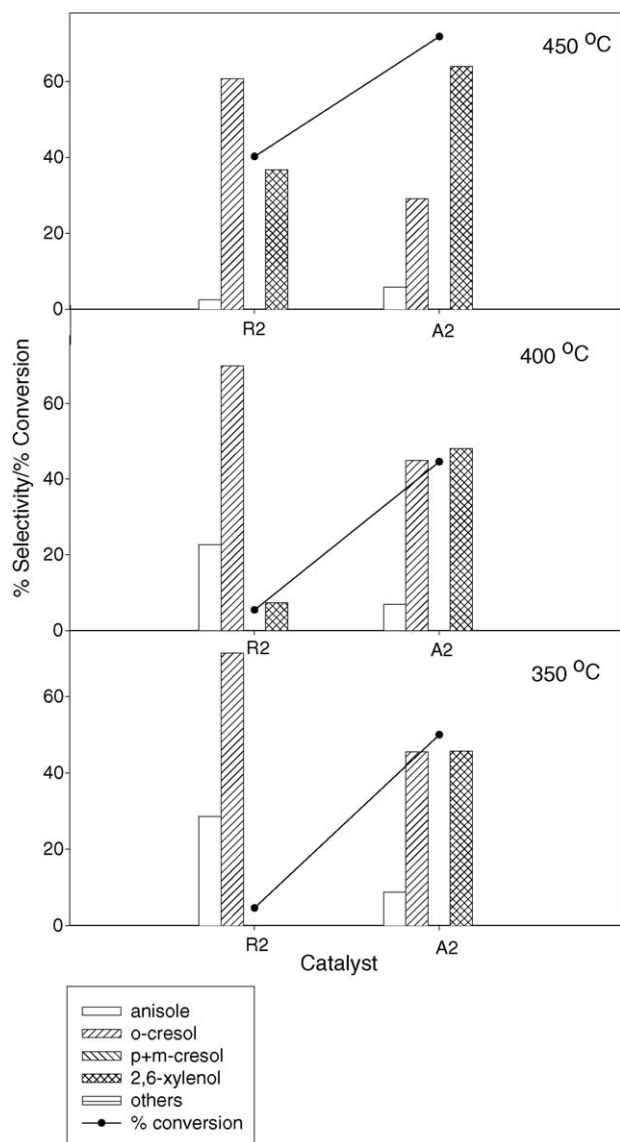 450 °C
60
40
20
0
R2
A2
400 °C
60
40
20
0
R2
A2
350 °C
60
40
20
0
R2
A2
% Selectivity/% Conversion
Catalyst
anisole
o-cresol
p+m-cresol
2,6-xylenol
others
% conversion